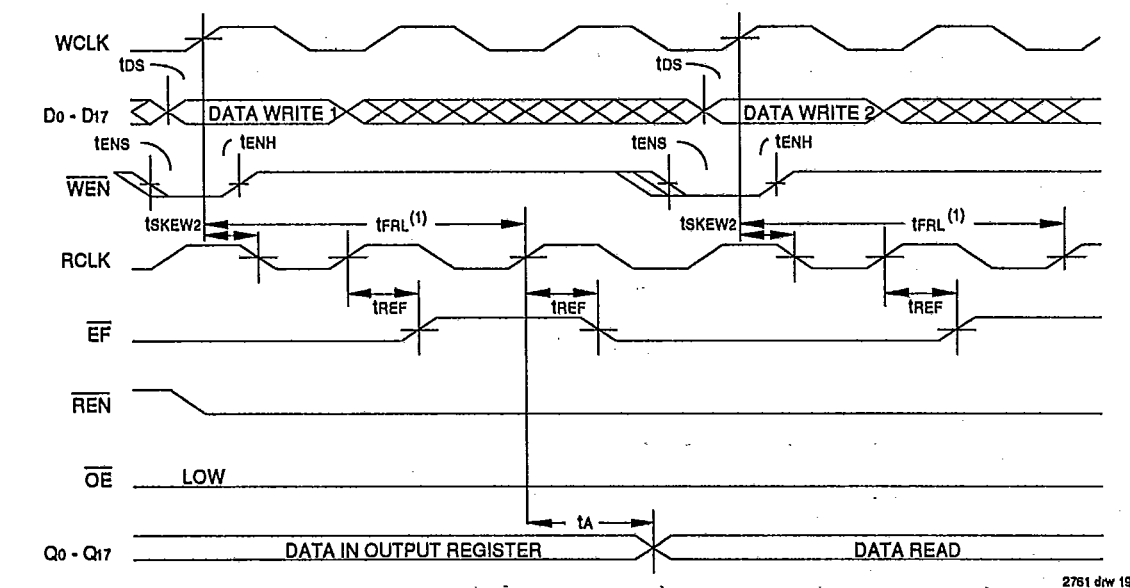 WCLK
tDS
tDS
D0 - D17
DATA WRITE 1
DATA WRITE 2
tENS
tENH
tENS
tENH
WEN
tSKEW2
tFRL(1)
tSKEW2
tFRL(1)
RCLK
tREF
tREF
tREF
EF
REN
OE
LOW
tA
Q0 - Q17
DATA IN OUTPUT REGISTER
DATA READ
2761 drw 19